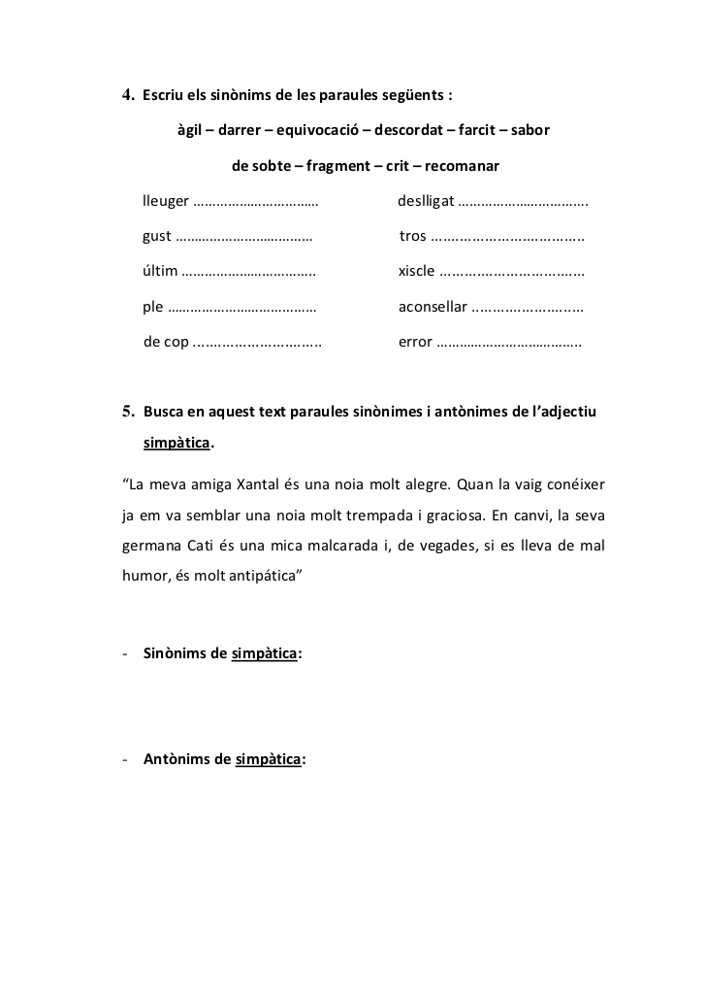 4. Escriu els sinònims de les paraules següents :
àgil – darrer – equivocació – descordat – farcit – sabor
de sobte – fragment – crit – recomanar
lleuger …………………………… deslligat …………………………….
gust ……………………………… tros ....................................
últim …………………………….. xiscle ..................................
ple ………………………………… aconsellar ...........................
de cop ............................... error ………………………………..
5. Busca en aquest text paraules sinònimes i antònimes de l’adjectiu
simpàtica.
“La meva amiga Xantal és una noia molt alegre. Quan la vaig conéixer
ja em va semblar una noia molt trempada i graciosa. En canvi, la seva
germana Cati és una mica malcarada i, de vegades, si es lleva de mal
humor, és molt antipática”
- Sinònims de simpàtica:
- Antònims de simpàtica: